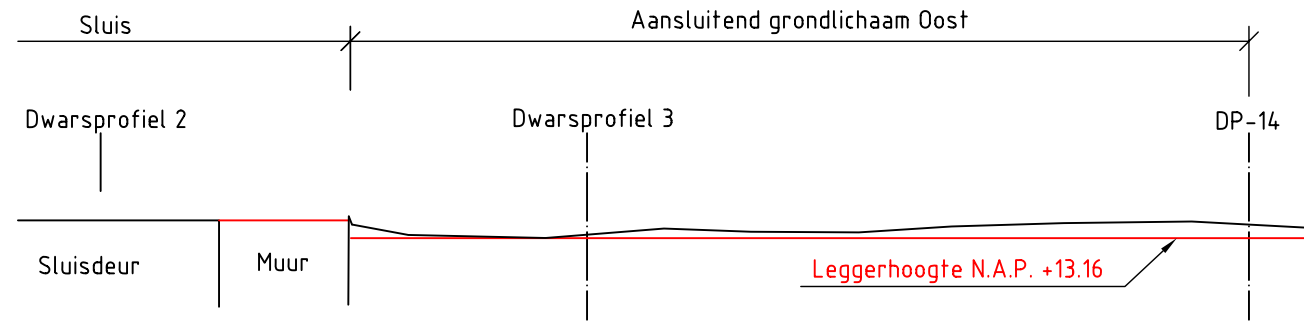 Sluis
Aansluitend grondlichaam Oost
Dwarsprofiel 2
Dwarsprofiel 3
DP-14
Sluisdeur
Muur
Leggerhoogte N.A.P. +13.16